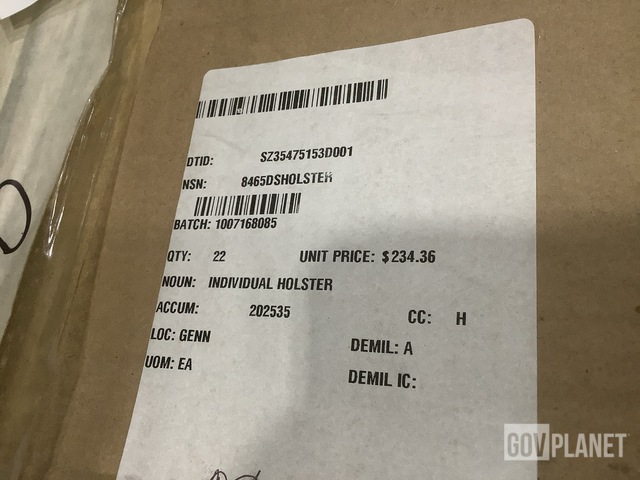 DTID: SZ35475153D001
NSN: 8465DSHOLSTER
BATCH: 1007168085
QTY: 22 UNIT PRICE: $234.36
NOUN: INDIVIDUAL HOLSTER
ACCUM: 202535 CC: H
LOC: GENN DEMIL: A
UOM: EA DEMIL IC:
GOVPLANET